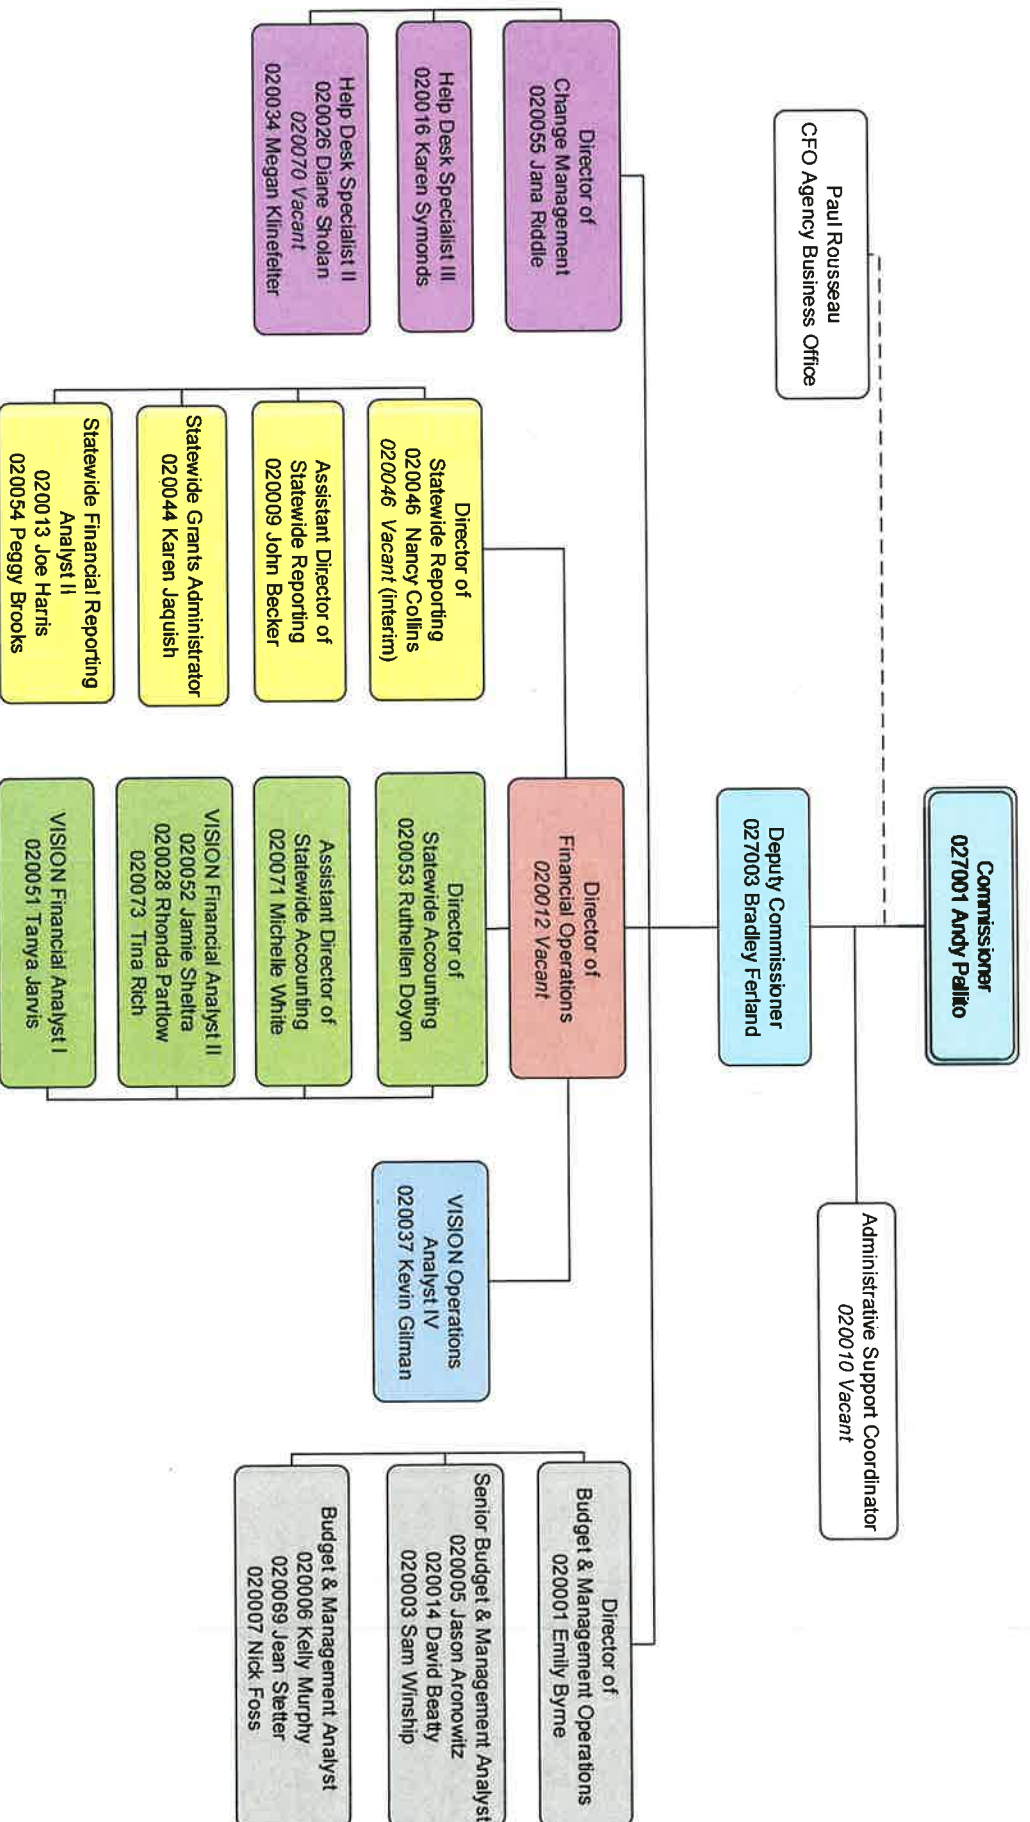 Commissioner
027001 Andy Pallito
Paul Rousseau
CFO Agency Business Office
Administrative Support Coordinator
020010 Vacant
Deputy Commissioner
027003 Bradley Ferland
Director of
Change Management
020055 Jana Riddle
Help Desk Specialist III
020016 Karen Symonds
Help Desk Specialist II
020026 Diane Sholan
020070 Vacant
020034 Megan Klinefelter
Director of
Financial Operations
020012 Vacant
Director of
Statewide Reporting
020046 Nancy Collins
020046 Vacant (interim)
Assistant Director of
Statewide Reporting
020009 John Becker
Statewide Grants Administrator
020044 Karen Jaquish
Statewide Financial Reporting
Analyst II
020013 Joe Harris
020054 Peggy Brooks
Director of
Statewide Accounting
020053 Ruthellen Doyon
Assistant Director of
Statewide Accounting
020071 Michelle White
VISION Financial Analyst II
020052 Jamie Sheltra
020028 Rhonda Partlow
020073 Tina Rich
VISION Financial Analyst I
020051 Tanya Jarvis
VISION Operations
Analyst IV
020037 Kevin Gilman
Director of
Budget & Management Operations
020001 Emily Byrne
Senior Budget & Management Analyst
020005 Jason Aronowitz
020014 David Beatty
020003 Sam Winship
Budget & Management Analyst
020006 Kelly Murphy
020069 Jean Stetter
020007 Nick Foss